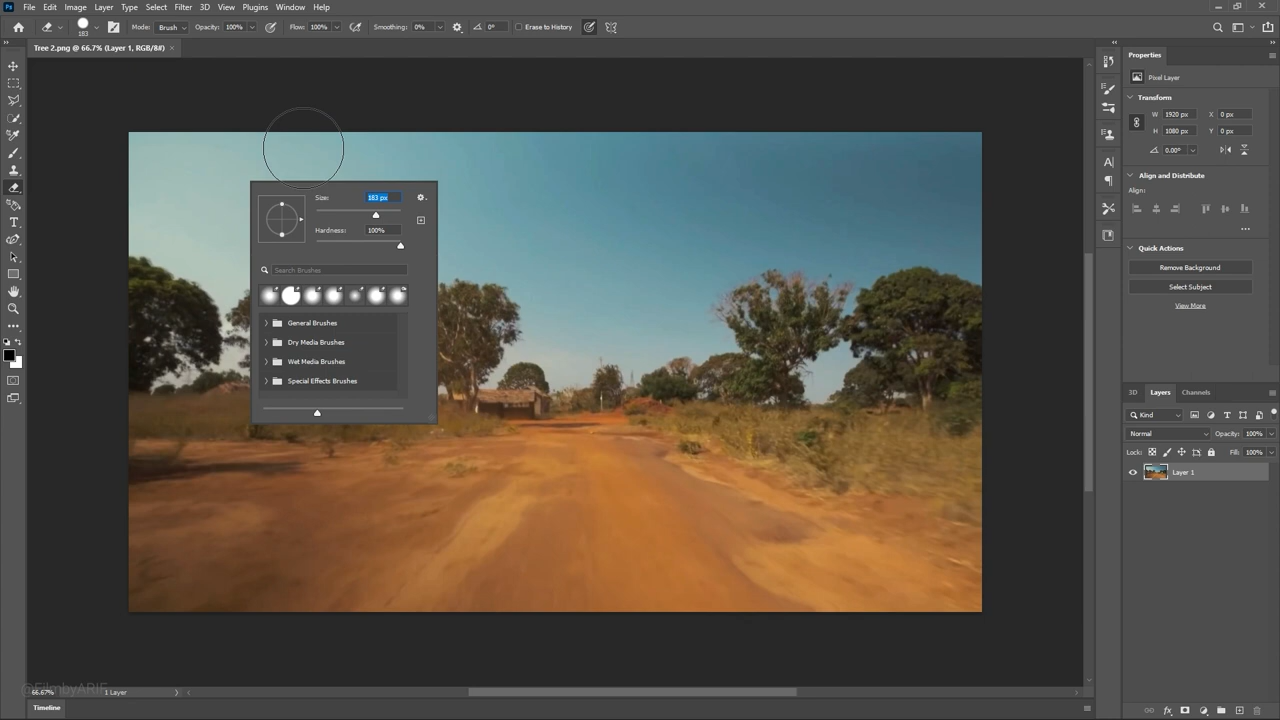 Ps File Edit Image Layer Type Select Filter 3D View Plugins Window Help
183 Mode: Brush Opacity: 100% Flow: 100% Smoothing: 0% 0° Erase to History
Tree 2.png @ 66.7% (Layer 1, RGB/8#)
Properties
Pixel Layer
Transform
W 1920 px X 0 px
H 1080 px Y 0 px
0.00°
Align and Distribute
Align:
Quick Actions
Remove Background
Select Subject
View More
Size: 183 px
Hardness: 100%
Search Brushes
General Brushes
Dry Media Brushes
Wet Media Brushes
Special Effects Brushes
3D Layers Channels
Kind
Normal Opacity: 100%
Lock: Fill: 100%
Layer 1
@FilmbyARIF
66.67% 1 Layer
Timeline